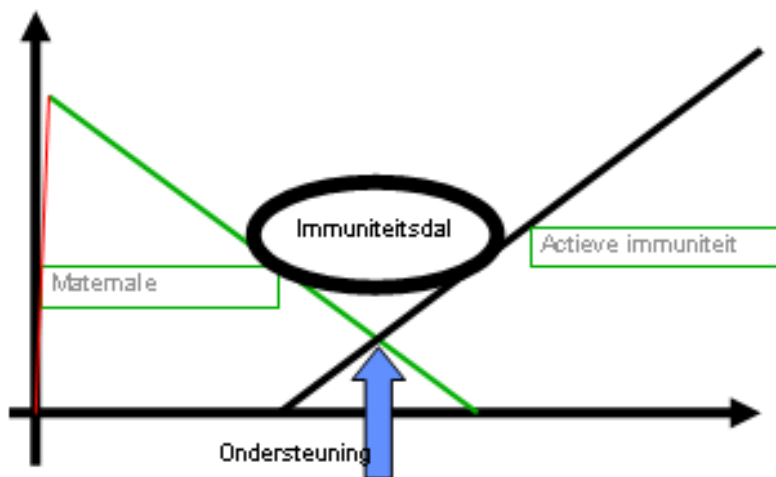 Immuniteitsdal
Actieve immuniteit
Maternale
Ondersteuning